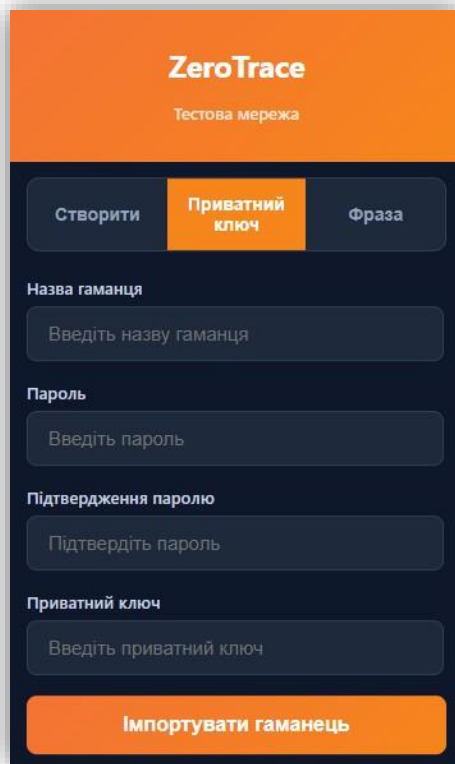 ZeroTrace
Тестова мережа
Створити
Приватний
ключ
Фраза
Назва гаманця
Введіть назву гаманця
Пароль
Введіть пароль
Підтвердження паролю
Підтвердіть пароль
Приватний ключ
Введіть приватний ключ
Імпортувати гаманець